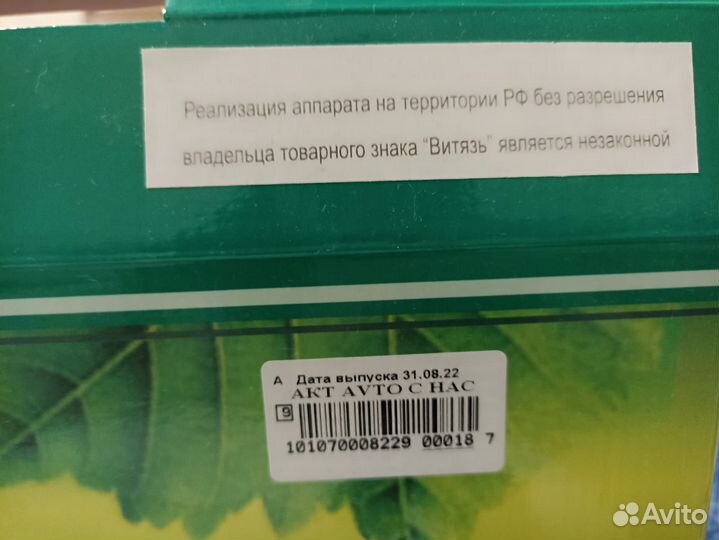 Реализация аппарата на территории РФ без разрешения
владельца товарного знака “Витязь” является незаконной
А Дата выпуска 31.08.22
АКТ AVTO С НАС
9
101070008229 00018 7
Avito